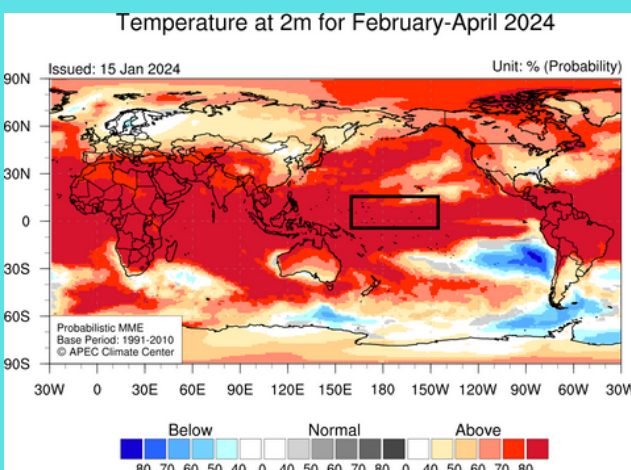 Temperature at 2m for February-April 2024
Issued: 15 Jan 2024 Unit: % (Probability)
90N
60N
30N
0
30S
60S
90S
Probabilistic MME
Base Period: 1991-2010
© APEC Climate Center
30W 0 30E 60E 90E 120E 150E 180 150W 120W 90W 60W 30W
Below Normal Above
80 70 60 50 40 0 40 50 60 70 80 0 40 50 60 70 80